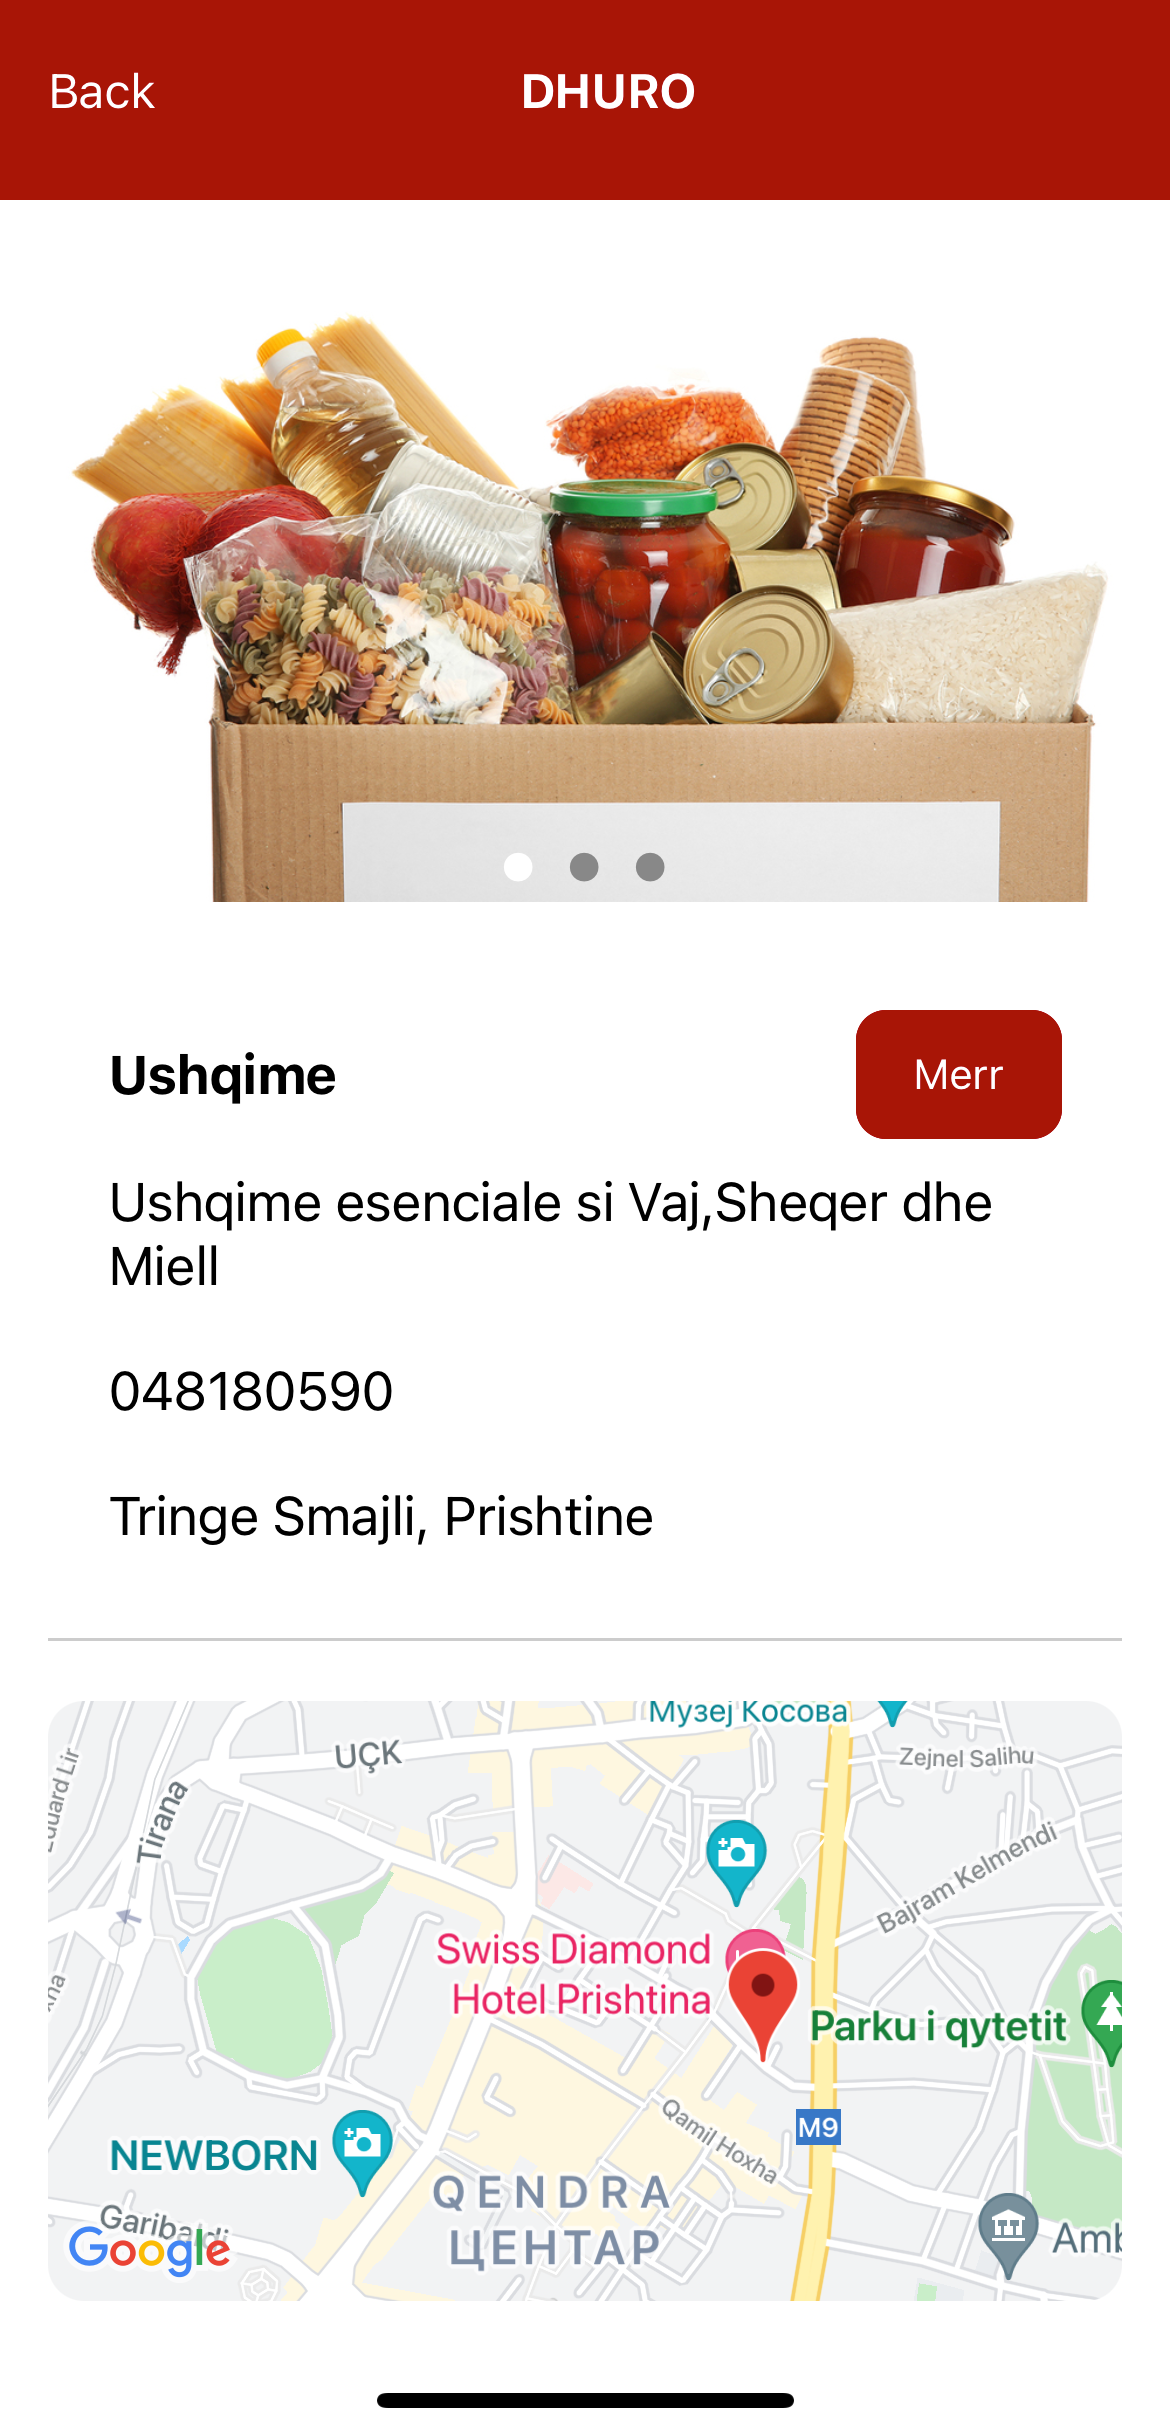 Back
DHURO
Ushqime
Merr
Ushqime esenciale si Vaj,Sheqer dhe
Miell
048180590
Tringe Smajli, Prishtine
Музеј Косова
UÇK
Zejnel Salihu
Eduard Lir
Tirana
Bajram Kelmendi
Swiss Diamond
Hotel Prishtina
Parku i qytetit
M9
Qamil Hoxha
NEWBORN
QENDRA
ЦЕНТАР
Garibaldi
Google
Amb